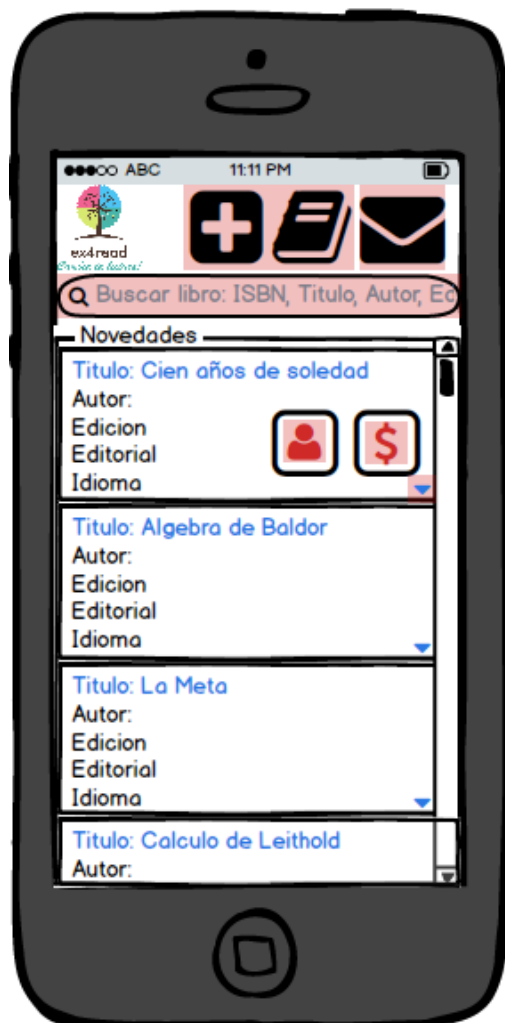 ABC 11:11 PM
ex4read
Buscar libro: ISBN, Titulo, Autor, Ed
Novedades
Titulo: Cien años de soledad
Autor:
Edicion
Editorial
Idioma
$
Titulo: Algebra de Baldor
Autor:
Edicion
Editorial
Idioma
Titulo: La Meta
Autor:
Edicion
Editorial
Idioma
Titulo: Calculo de Leithold
Autor: